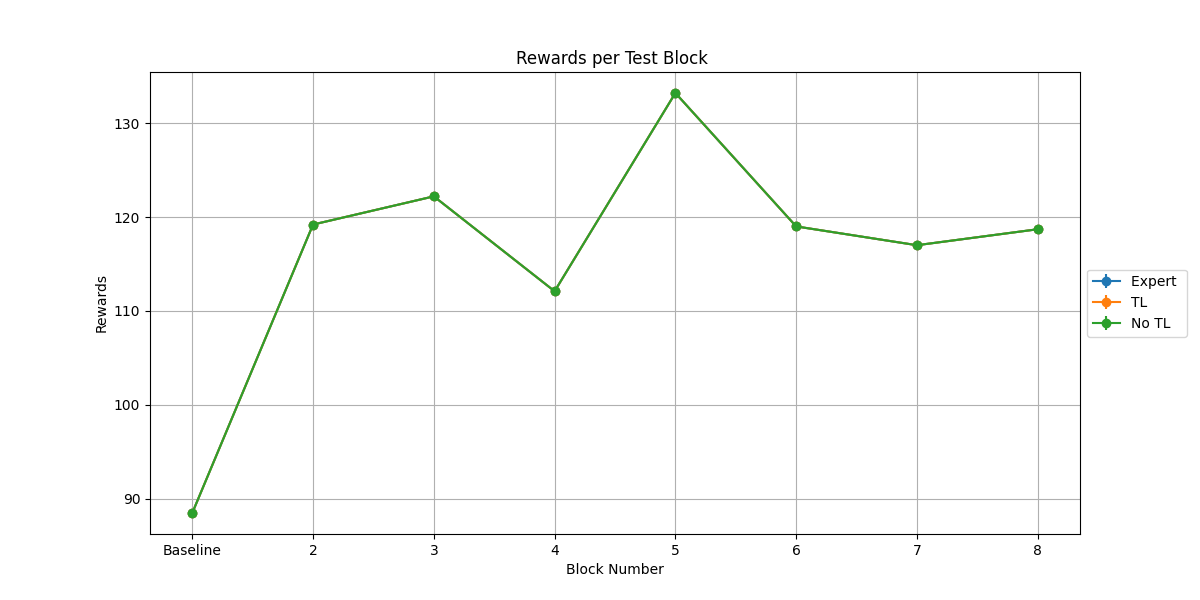 Rewards per Test Block
130
120
110
100
90
Rewards
Baseline 2 3 4 5 6 7 8
Block Number
Expert
TL
No TL